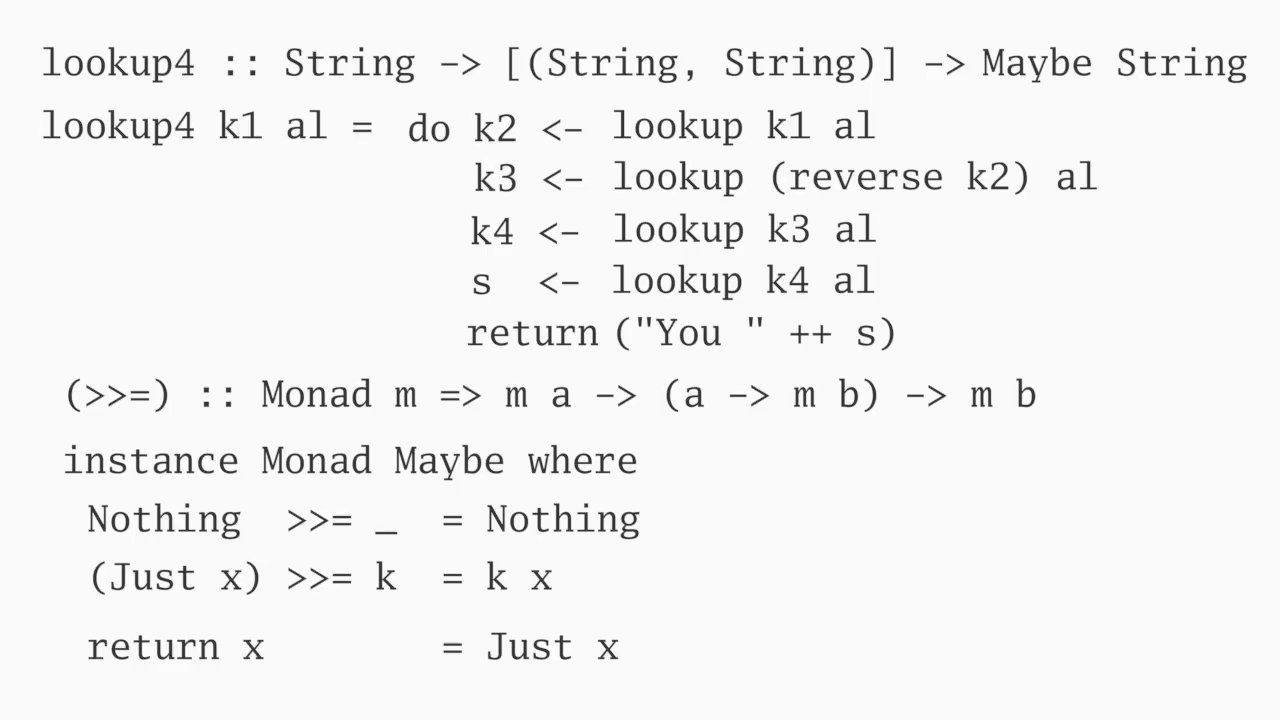 lookup4 :: String -> [(String, String)] -> Maybe String
lookup4 k1 al = do k2 <- lookup k1 al
k3 <- lookup (reverse k2) al
k4 <- lookup k3 al
s <- lookup k4 al
return ("You " ++ s)
(>>=) :: Monad m => m a -> (a -> m b) -> m b
instance Monad Maybe where
Nothing >>= _ = Nothing
(Just x) >>= k = k x
return x = Just x